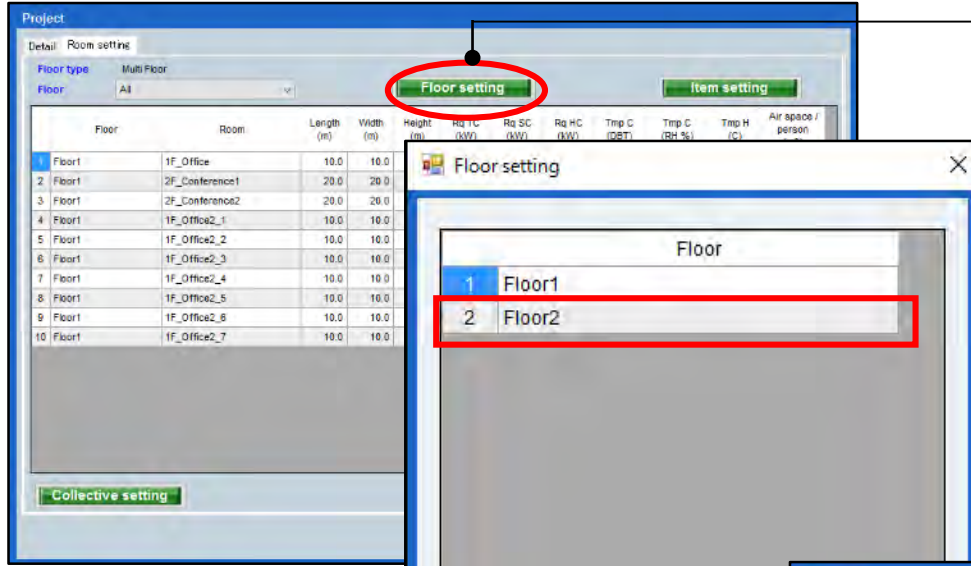 Project
Detail Room setting
Floor type Multi Floor
Floor All
Floor setting
Item setting
Floor Room Length (m) Width (m) Height (m) Rq TC (kW) Rq SC (kW) Rq HC (kW) Tmp C (DBT) Tmp C (RH %) Tmp H (C) Air space / person
1 Floor1 1F_Office 10.0 10.0
2 Floor1 2F_Conference1 20.0 20.0
3 Floor1 2F_Conference2 20.0 20.0
4 Floor1 1F_Office2_1 10.0 10.0
5 Floor1 1F_Office2_2 10.0 10.0
6 Floor1 1F_Office2_3 10.0 10.0
7 Floor1 1F_Office2_4 10.0 10.0
8 Floor1 1F_Office2_5 10.0 10.0
9 Floor1 1F_Office2_6 10.0 10.0
10 Floor1 1F_Office2_7 10.0 10.0
Collective setting
Floor setting
Floor
1 Floor1
2 Floor2